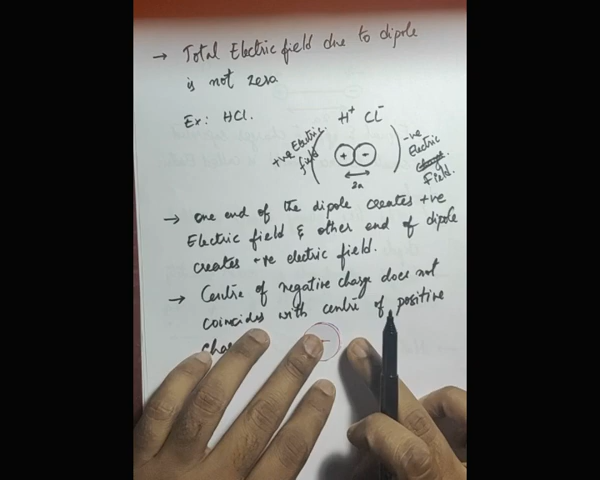 → Total Electric field due to dipole
is not zero.
Ex: HCl. H⁺ Cl⁻
+ve Electric field
-ve Electric Field.
+ -
2a
→ one end of the dipole creates +ve
Electric field & other end of dipole
creates -ve electric field.
→ Centre of negative charge does not
coincides with centre of positive
-